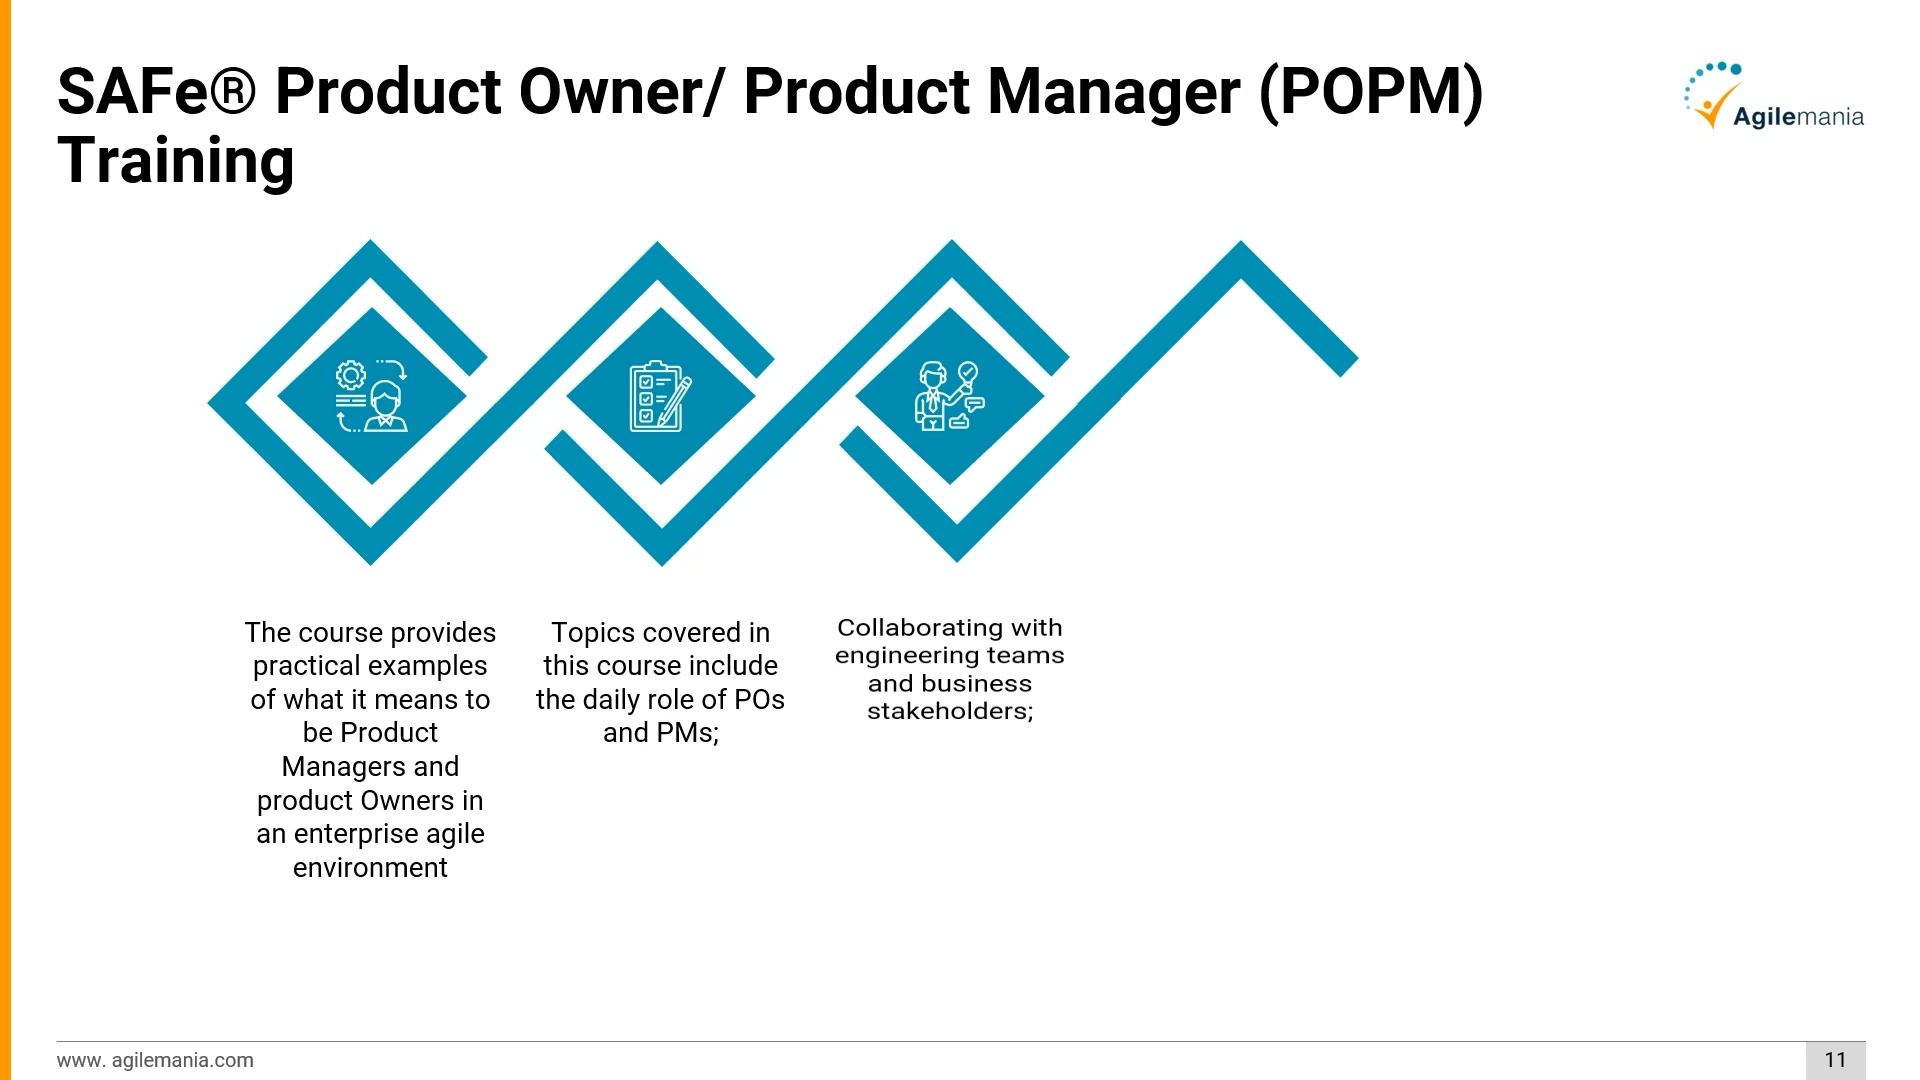 SAFe® Product Owner/ Product Manager (POPM)
Training
Agilemania
The course provides
practical examples
of what it means to
be Product
Managers and
product Owners in
an enterprise agile
environment
Topics covered in
this course include
the daily role of POs
and PMs;
Collaborating with
engineering teams
and business
stakeholders;
www. agilemania.com
11